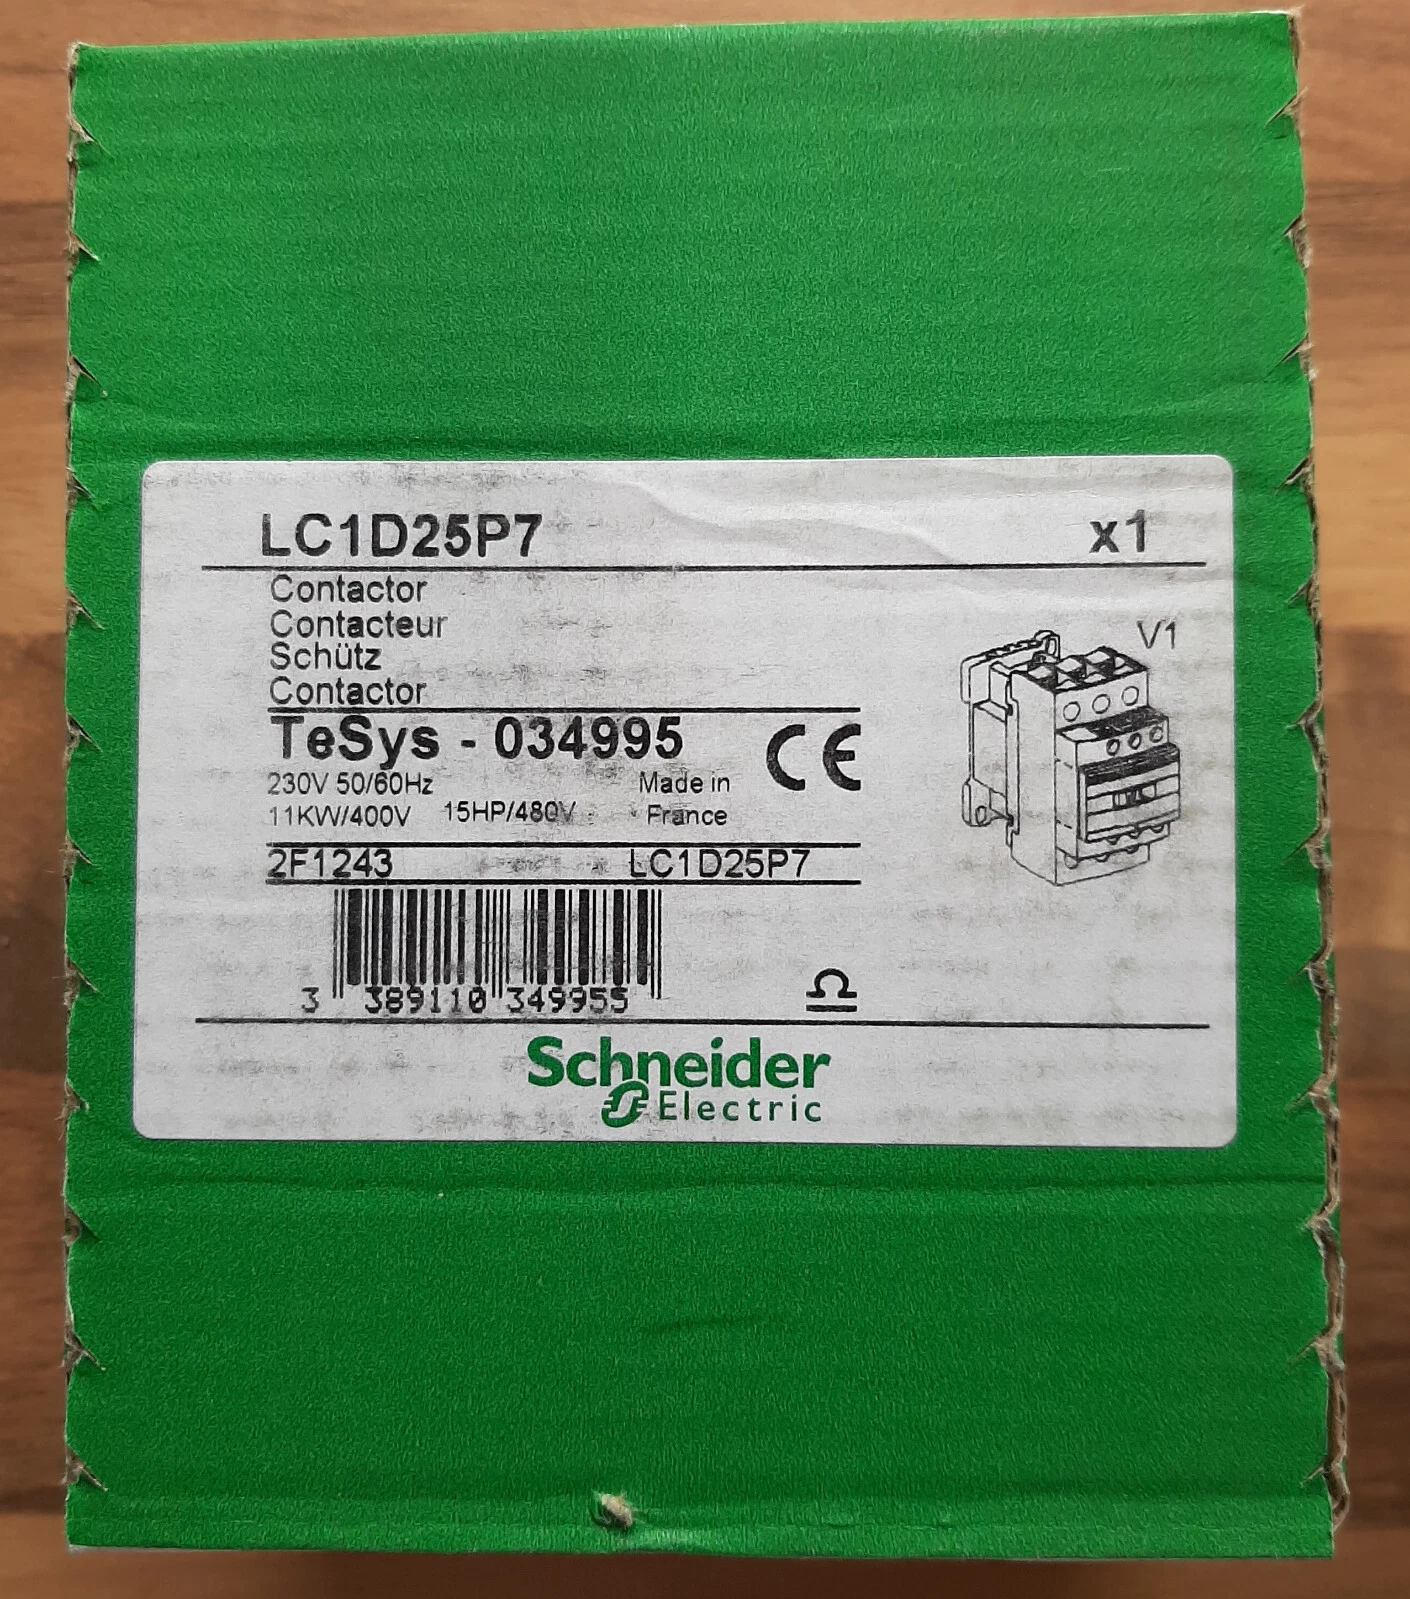 LC1D25P7 x1
Contactor
Contacteur
Schütz
Contactor
V1
TeSys - 034995 CE
230V 50/60Hz Made in
11KW/400V 15HP/480V France
2F1243 LC1D25P7
3 389110 349955
Schneider
Electric